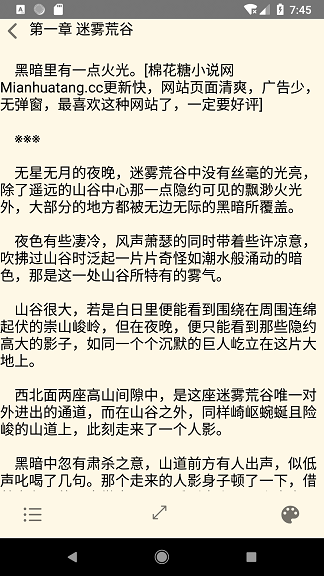 7:45
第一章 迷雾荒谷
黑暗里有一点火光。[棉花糖小说网
Mianhuatang.cc更新快，网站页面清爽，广告少，
无弹窗，最喜欢这种网站了，一定要好评]
※※※
无星无月的夜晚，迷雾荒谷中没有丝毫的光亮，
除了遥远的山谷中心那一点隐约可见的飘渺火光
外，大部分的地方都被无边无际的黑暗所覆盖。
夜色有些凄冷，风声萧瑟的同时带着些许凉意，
吹拂过山谷时泛起一片片奇怪如潮水般涌动的暗
色，那是这一处山谷所特有的雾气。
山谷很大，若是白日里便能看到围绕在周围连绵
起伏的崇山峻岭，但在夜晚，便只能看到那些隐约
高大的影子，如同一个个沉默的巨人屹立在这片大
地上。
西北面两座高山间隙中，是这座迷雾荒谷唯一对
外进出的通道，而在山谷之外，同样崎岖蜿蜒且险
峻的山道上，此刻走来了一个人影。
黑暗中忽有肃杀之意，山道前方有人出声，似低
声叱喝了几句。那个走来的人影身子顿了一下，借